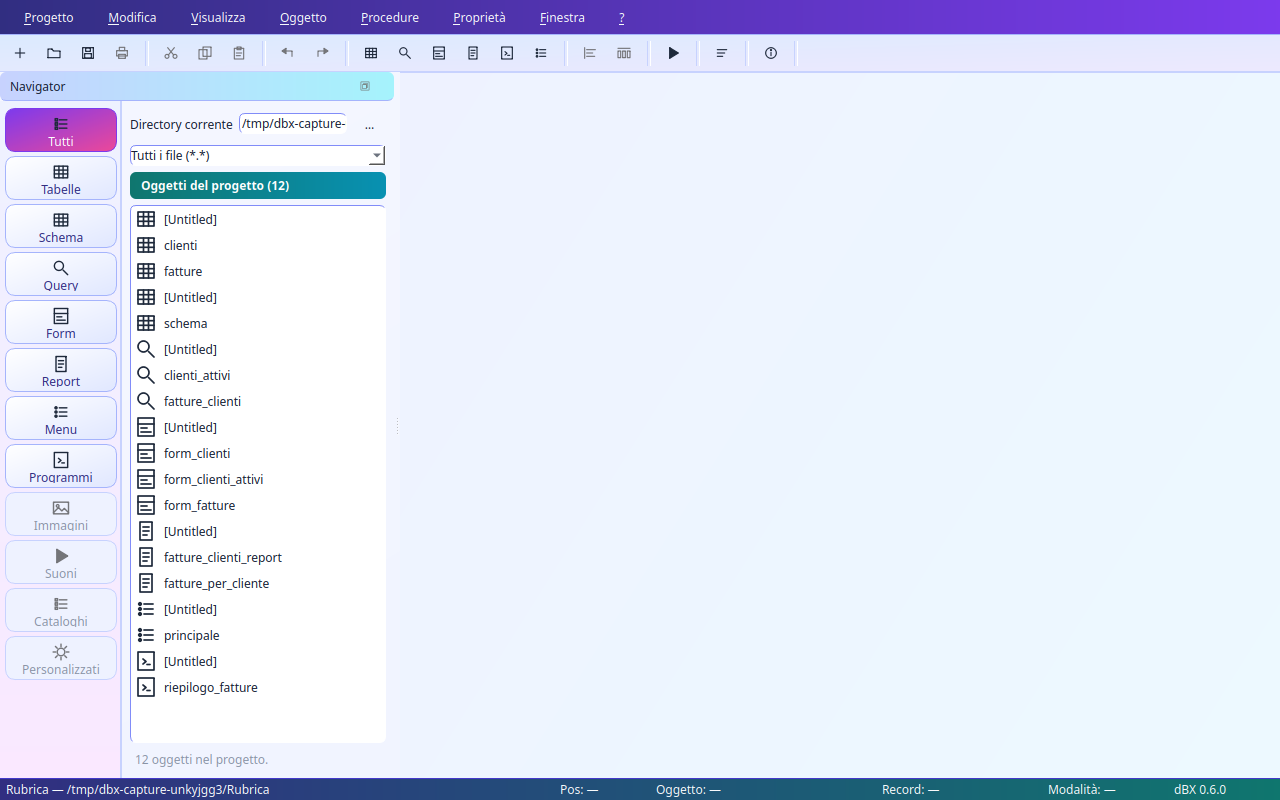 Progetto Modifica Visualizza Oggetto Procedure Proprietà Finestra ?
Navigator
Tutti
Tabelle
Schema
Query
Form
Report
Menu
Programmi
Immagini
Suoni
Cataloghi
Personalizzati
Directory corrente /tmp/dbx-capture- ...
Tutti i file (*.*)
Oggetti del progetto (12)
[Untitled]
clienti
fatture
[Untitled]
schema
[Untitled]
clienti_attivi
fatture_clienti
[Untitled]
form_clienti
form_clienti_attivi
form_fatture
[Untitled]
fatture_clienti_report
fatture_per_cliente
[Untitled]
principale
[Untitled]
riepilogo_fatture
12 oggetti nel progetto.
Rubrica — /tmp/dbx-capture-unkyjgg3/Rubrica Pos: — Oggetto: — Record: — Modalità: — dBX 0.6.0